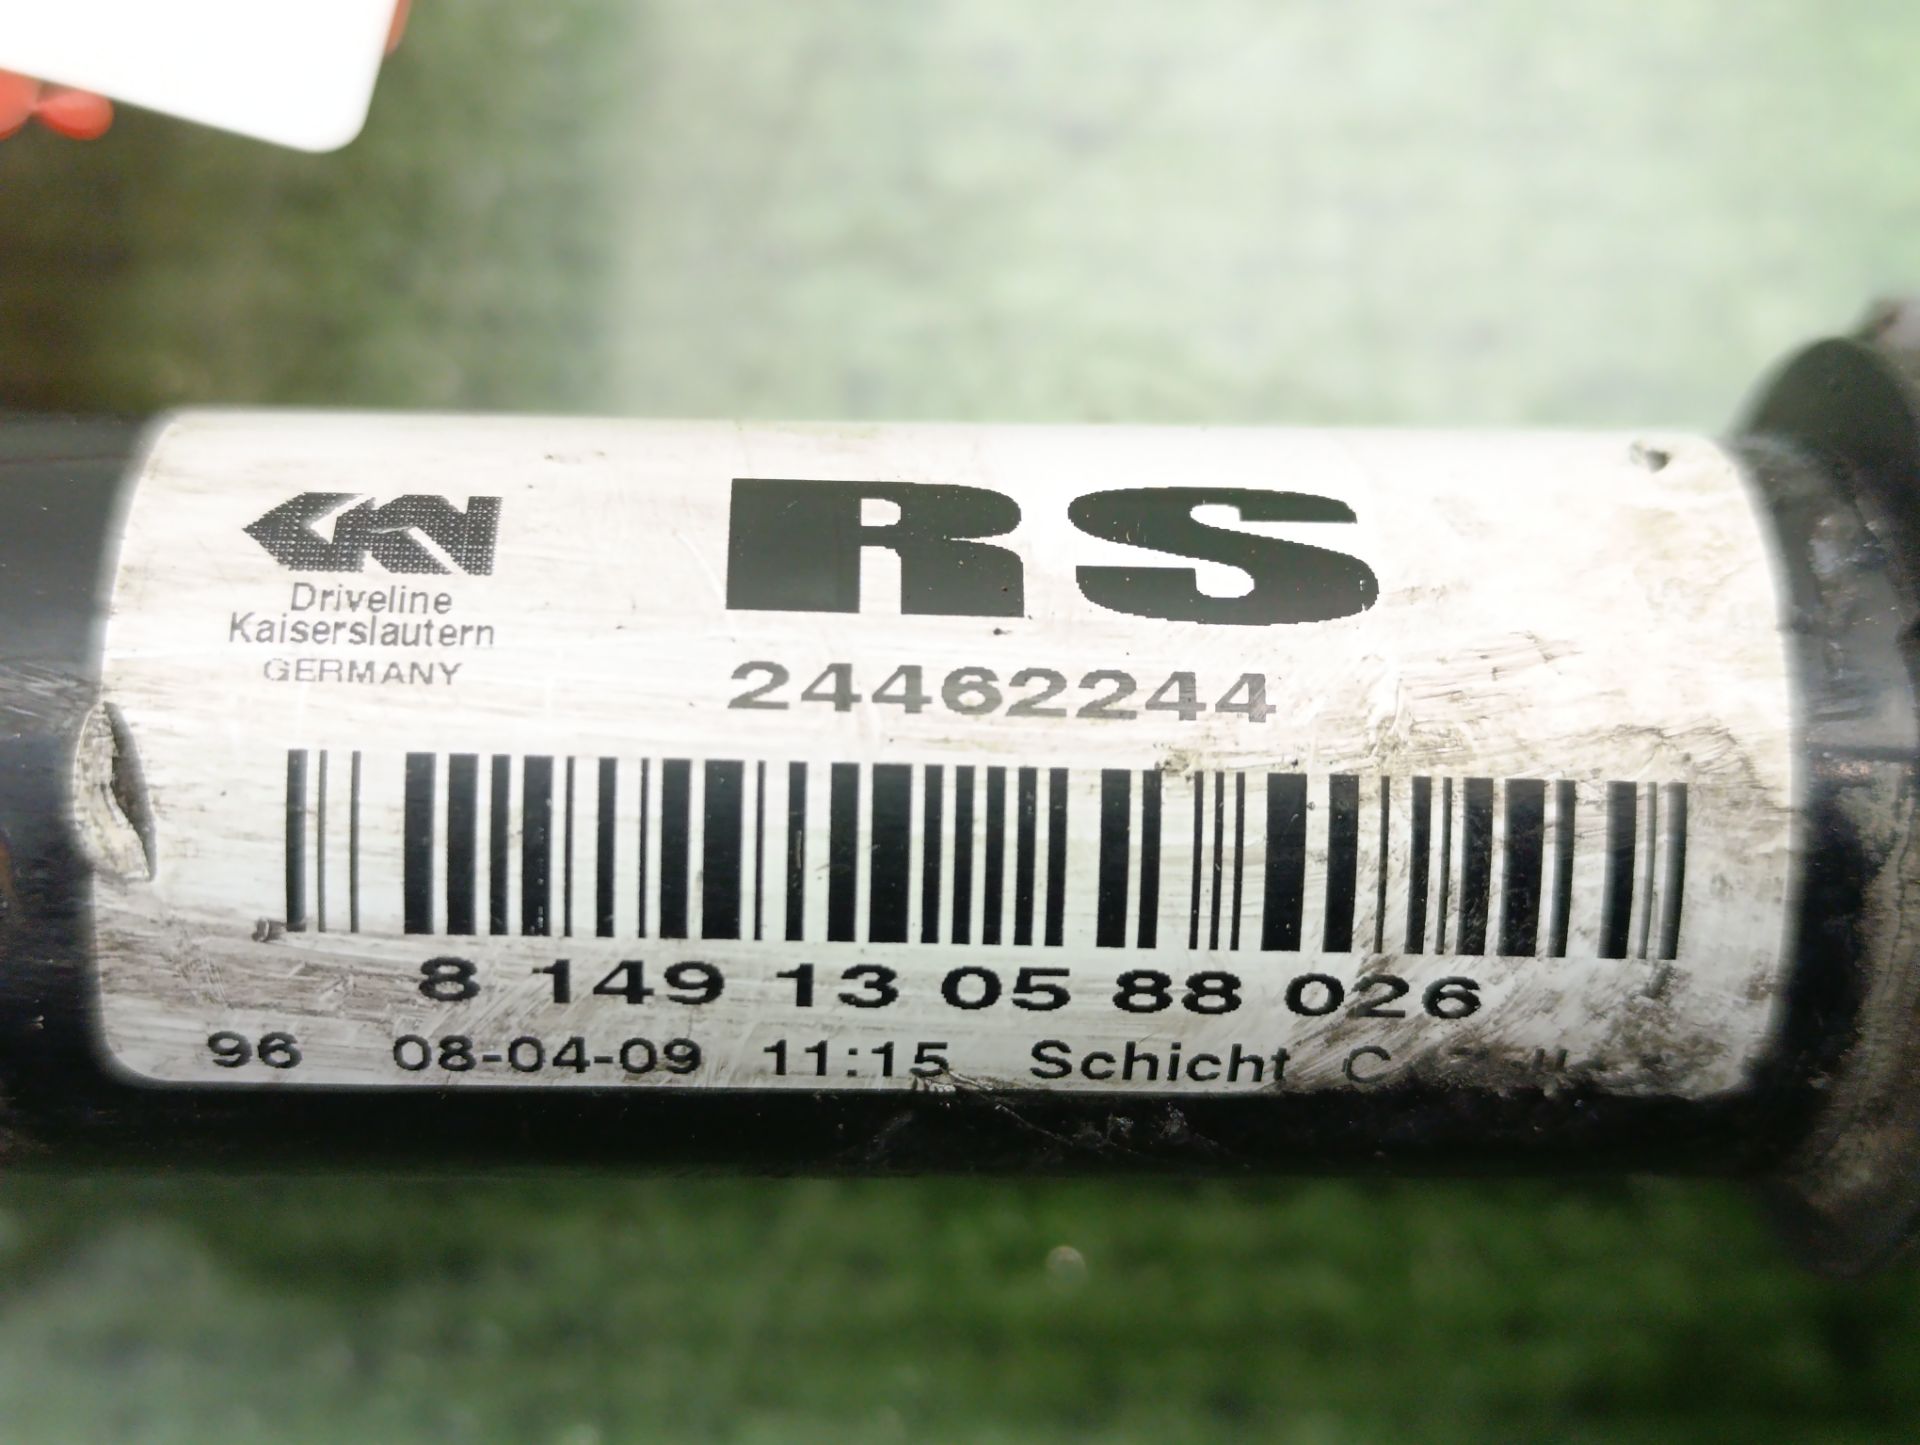 GKN
RS
Driveline
Kaiserslautern
GERMANY
24462244
8 149 13 05 88 026
96 08-04-09 11:15 Schicht C